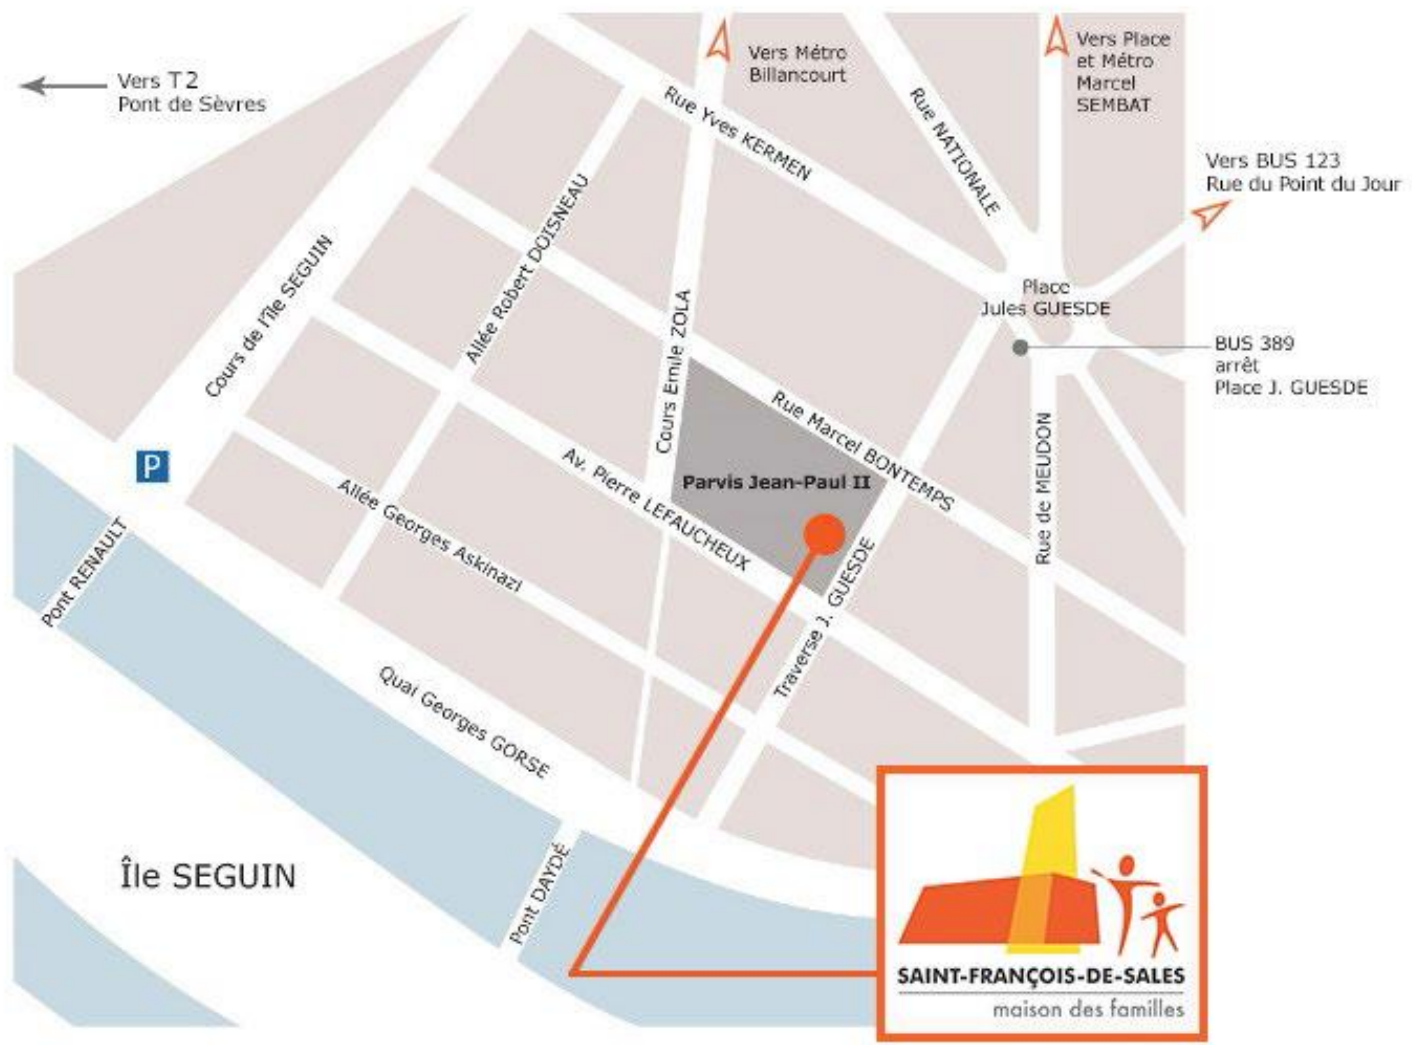 Vers T2
Pont de Sèvres
Vers Métro
Billancourt
Vers Place
et Métro
Marcel
SEMBAT
Rue Yves KERMEN
Rue NATIONALE
Vers BUS 123
Rue du Point du Jour
Allée Robert DOISNEAU
Cours de l'île SEGUIN
Cours Emile ZOLA
Place
Jules GUESDE
BUS 389
arrêt
Place J. GUESDE
Rue Marcel BONTEMPS
Rue de MEUDON
P
Av. Pierre LEFAUCHEUX
Parvis Jean-Paul II
Allée Georges Askinazi
Pont RENAULT
Traverse J. GUESDE
Quai Georges GORSE
Île SEGUIN
Pont DAYDÉ
SAINT-FRANÇOIS-DE-SALES
maison des familles